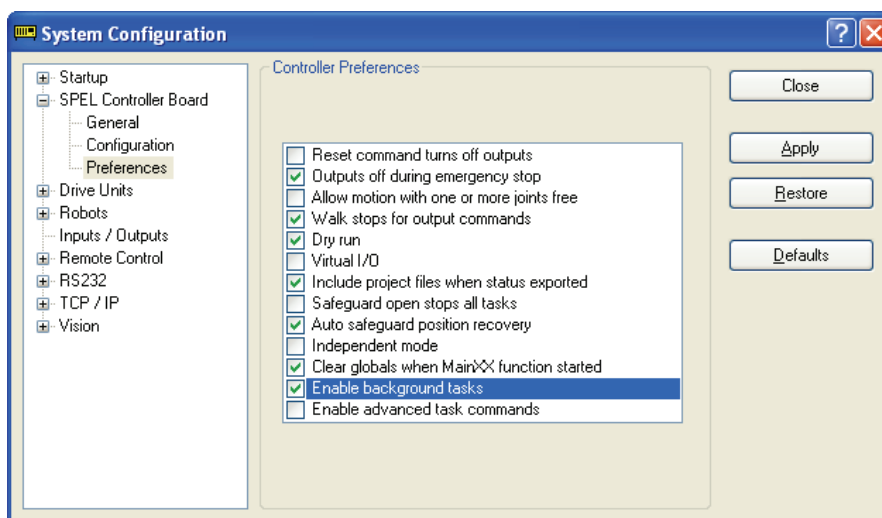 System Configuration
Startup
SPEL Controller Board
General
Configuration
Preferences
Drive Units
Robots
Inputs / Outputs
Remote Control
RS232
TCP / IP
Vision
Controller Preferences
Reset command turns off outputs
Outputs off during emergency stop
Allow motion with one or more joints free
Walk stops for output commands
Dry run
Virtual I/O
Include project files when status exported
Safeguard open stops all tasks
Auto safeguard position recovery
Independent mode
Clear globals when MainXX function started
Enable background tasks
Enable advanced task commands
Close
Apply
Restore
Defaults